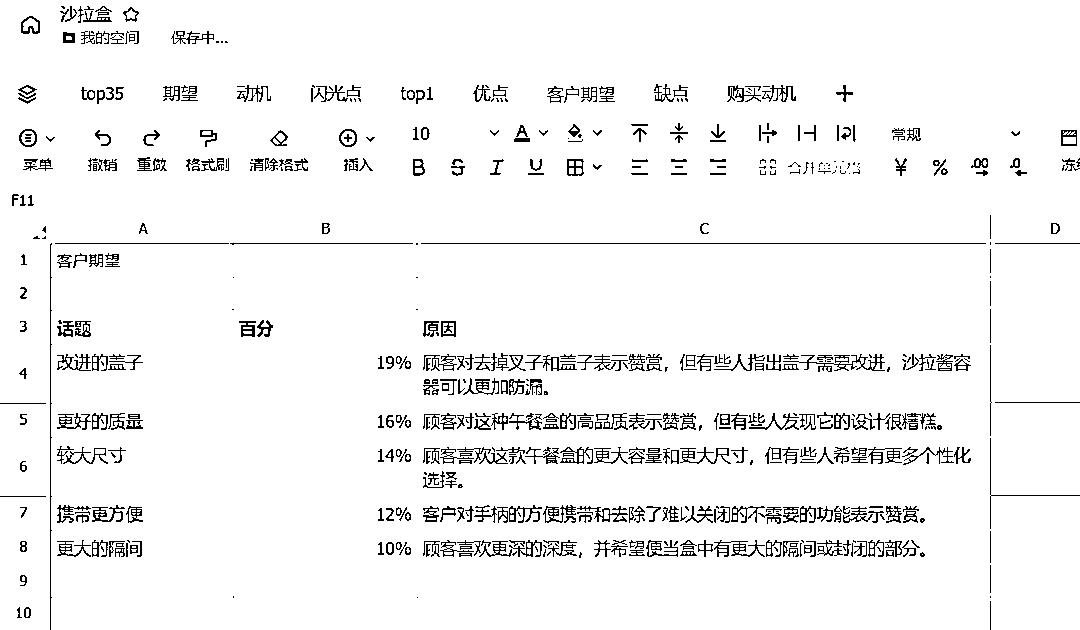 沙拉盒
我的空间 保存中...
top35 期望 动机 闪光点 top1 优点 客户期望 缺点 购买动机
10 常规
菜单 撤销 重做 格式刷 清除格式 插入 B S I U 合并单元格 ¥ % .00 .0
F11
A B C D
1 客户期望
2
3 话题 百分 原因
4 改进的盖子 19% 顾客对去掉叉子和盖子表示赞赏，但有些人指出盖子需要改进，沙拉酱容
器可以更加防漏。
5 更好的质量 16% 顾客对这种午餐盒的高品质表示赞赏，但有些人发现它的设计很糟糕。
6 较大尺寸 14% 顾客喜欢这款午餐盒的更大容量和更大尺寸，但有些人希望有更多个性化
选择。
7 携带更方便 12% 客户对手柄的方便携带和去除了难以关闭的不需要的功能表示赞赏。
8 更大的隔间 10% 顾客喜欢更深的深度，并希望便当盒中有更大的隔间或封闭的部分。
9
10